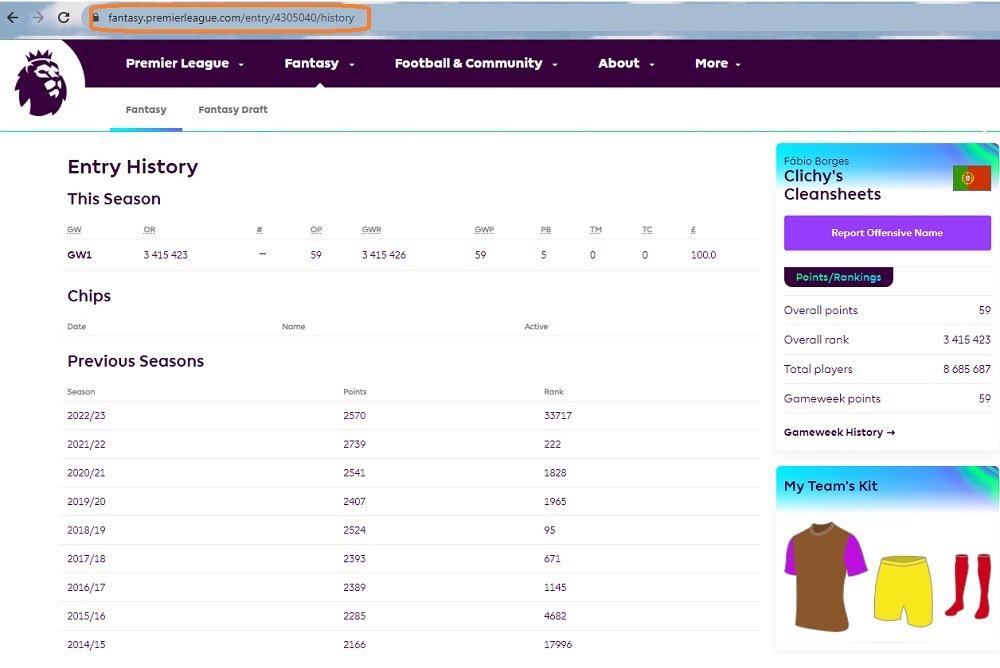 fantasy.premierleague.com/entry/4305040/history
Premier League Fantasy Football & Community About More
Fantasy Fantasy Draft
Entry History
This Season
GW OR # OP GWR GWP PB TM TC £
GW1 3 415 423 – 59 3 415 426 59 5 0 0 100.0
Chips
Date Name Active
Previous Seasons
Season Points Rank
2022/23 2570 33717
2021/22 2739 222
2020/21 2541 1828
2019/20 2407 1965
2018/19 2524 95
2017/18 2393 671
2016/17 2389 1145
2015/16 2285 4682
2014/15 2166 17996
Fábio Borges
Clichy's
Cleansheets
Report Offensive Name
Points/Rankings
Overall points 59
Overall rank 3 415 423
Total players 8 685 687
Gameweek points 59
Gameweek History →
My Team's Kit